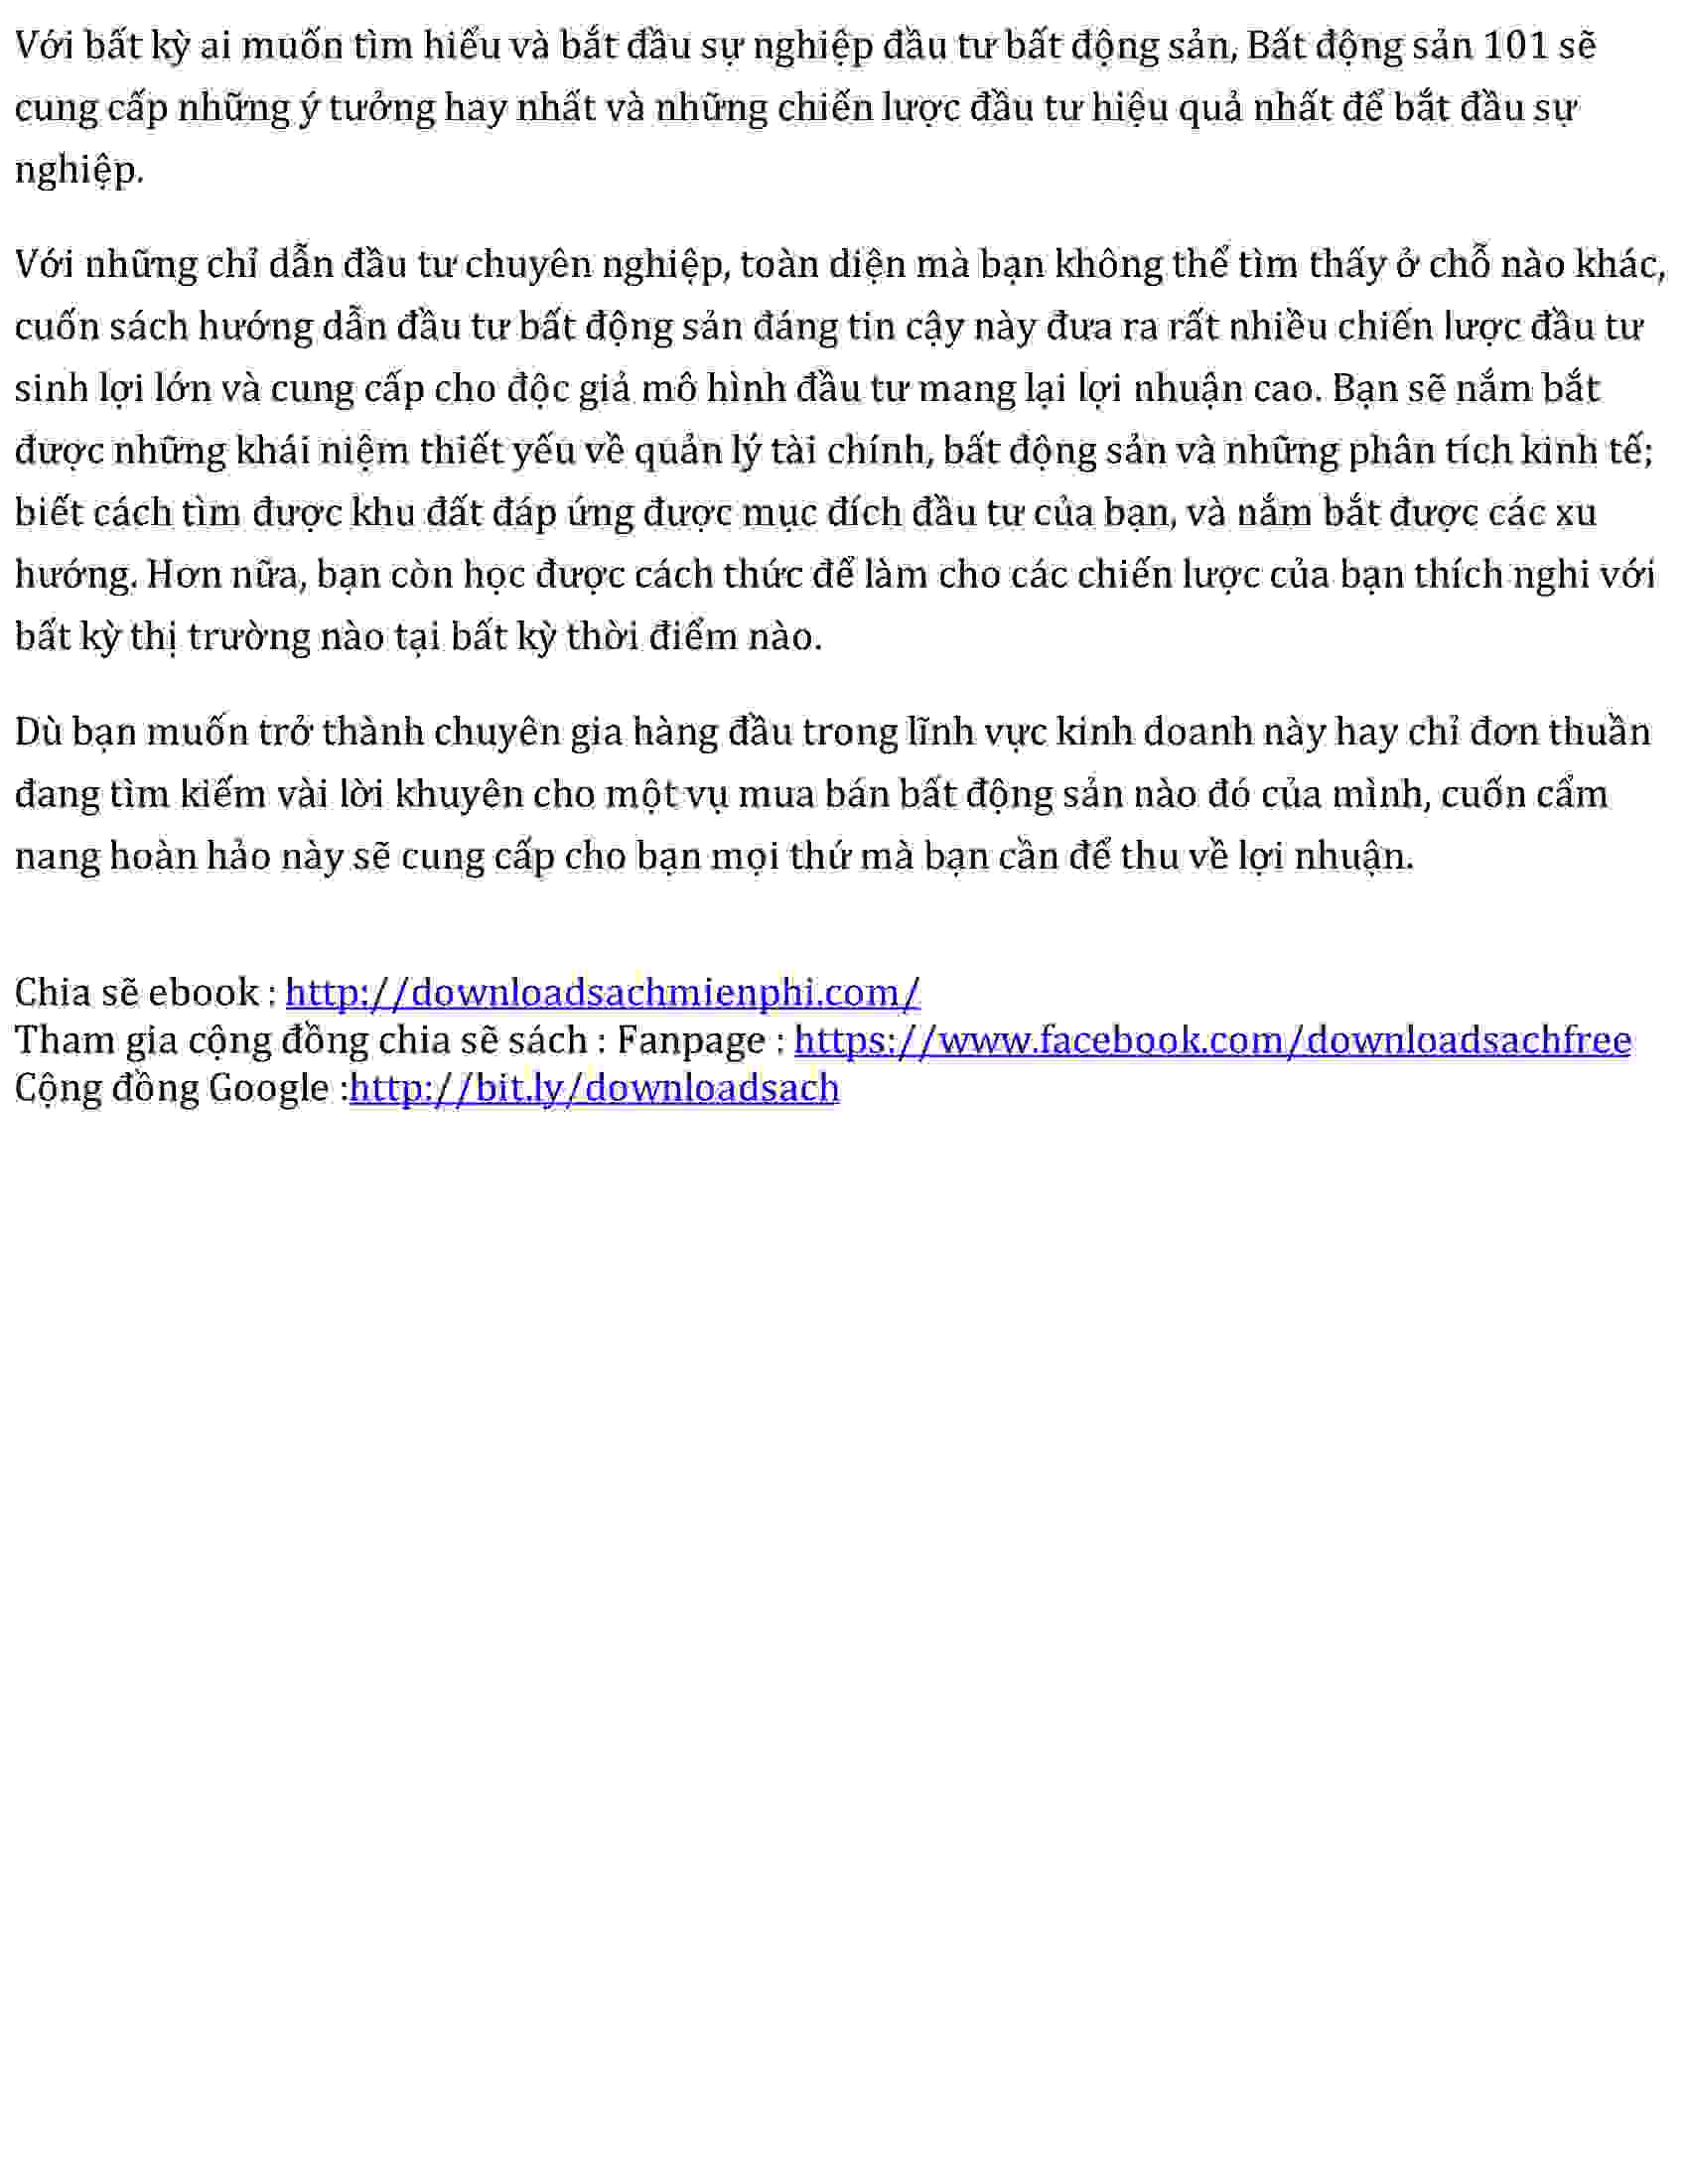 Với bất kỳ ai muốn tìm hiểu và bắt đầu sự nghiệp đầu tư bất động sản, Bất động sản 101 sẽ
cung cấp những ý tưởng hay nhất và những chiến lược đầu tư hiệu quả nhất để bắt đầu sự
nghiệp.
Với những chỉ dẫn đầu tư chuyên nghiệp, toàn diện mà bạn không thể tìm thấy ở chỗ nào khác,
cuốn sách hướng dẫn đầu tư bất động sản đáng tin cậy này đưa ra rất nhiều chiến lược đầu tư
sinh lợi lớn và cung cấp cho độc giả mô hình đầu tư mang lại lợi nhuận cao. Bạn sẽ nắm bắt
được những khái niệm thiết yếu về quản lý tài chính, bất động sản và những phân tích kinh tế;
biết cách tìm được khu đất đáp ứng được mục đích đầu tư của bạn, và nắm bắt được các xu
hướng. Hơn nữa, bạn còn học được cách thức để làm cho các chiến lược của bạn thích nghi với
bất kỳ thị trường nào tại bất kỳ thời điểm nào.
Dù bạn muốn trở thành chuyên gia hàng đầu trong lĩnh vực kinh doanh này hay chỉ đơn thuần
đang tìm kiếm vài lời khuyên cho một vụ mua bán bất động sản nào đó của mình, cuốn cẩm
nang hoàn hảo này sẽ cung cấp cho bạn mọi thứ mà bạn cần để thu về lợi nhuận.
Chia sẽ ebook : http://downloadsachmienphi.com/
Tham gia cộng đồng chia sẽ sách : Fanpage : https://www.facebook.com/downloadsachfree
Cộng đồng Google :http://bit.ly/downloadsach